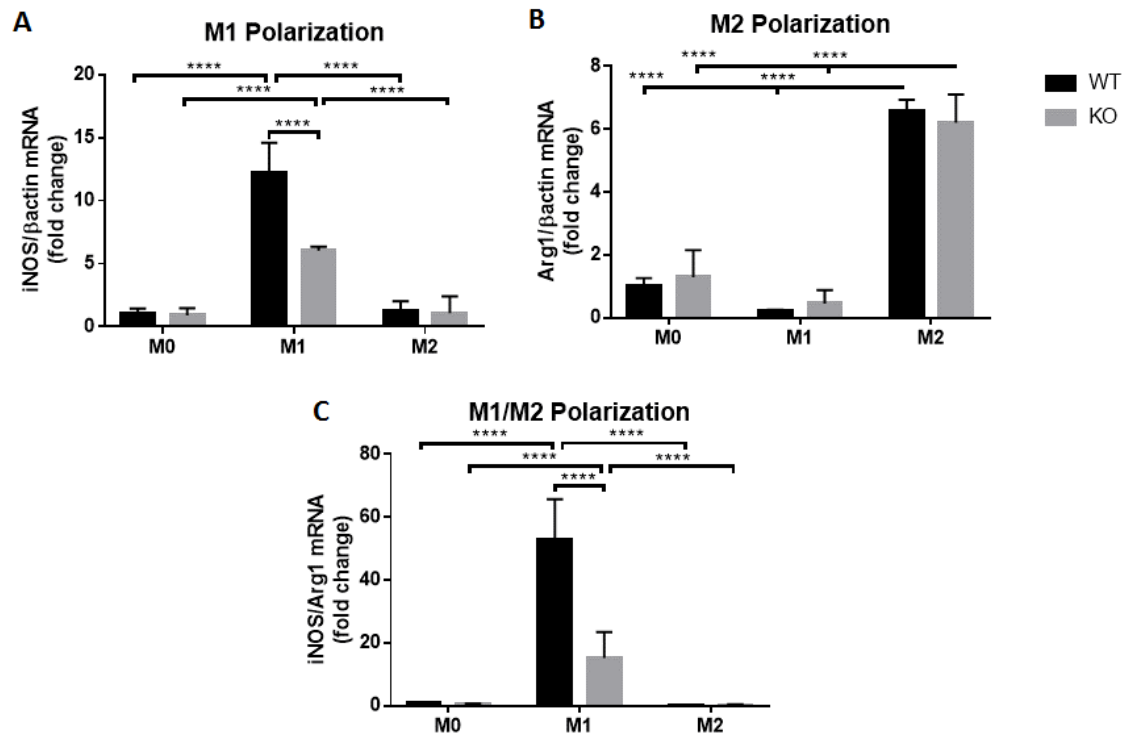 A
M1 Polarization
**** ****
**** ****
****
iNOS/βactin mRNA
(fold change)
20
15
10
5
0
M0 M1 M2
B
M2 Polarization
**** ****
**** ****
Arg1/βactin mRNA
(fold change)
8
6
4
2
0
M0 M1 M2
WT
KO
C
M1/M2 Polarization
**** ****
**** ****
****
iNOS/Arg1 mRNA
(fold change)
80
60
40
20
0
M0 M1 M2